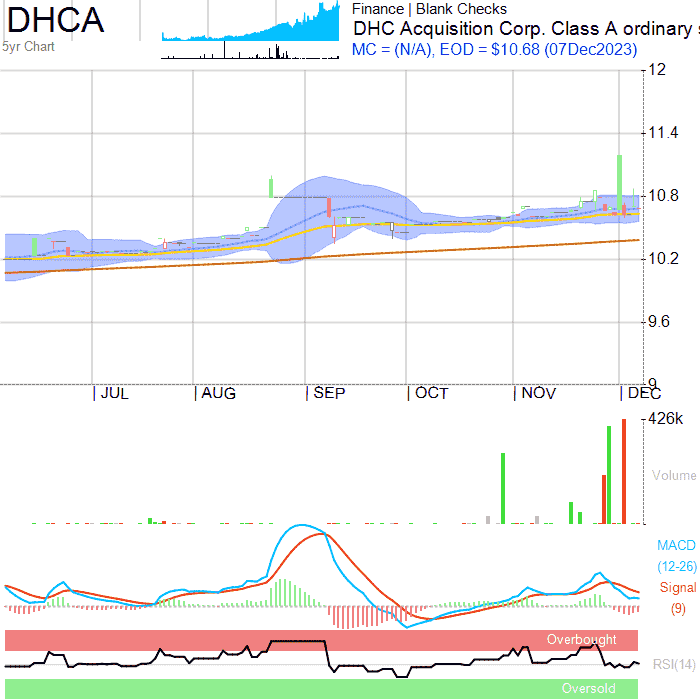 DHCA
5yr Chart
Finance | Blank Checks
DHC Acquisition Corp. Class A ordinary s
MC = (N/A), EOD = $10.68 (07Dec2023)
12
11.4
10.8
10.2
9.6
9
JUL AUG SEP OCT NOV DEC
426k
Volume
MACD
(12-26)
Signal
(9)
Overbought
RSI(14)
Oversold